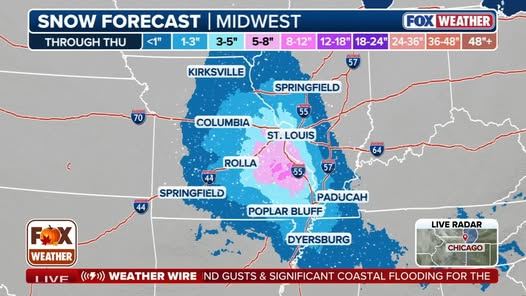 SNOW FORECAST | MIDWEST
FOX WEATHER
THROUGH THU <1" 1-3" 3-5" 5-8" 8-12" 12-18" 18-24" 24-36" 36-48" 48"+
KIRKSVILLE
57
SPRINGFIELD
55
70
COLUMBIA
ST. LOUIS
64
ROLLA
44
55
57
SPRINGFIELD
PADUCAH
44
POPLAR BLUFF
DYERSBURG
LIVE RADAR
CHICAGO
FOX
WEATHER
LIVE WEATHER WIRE ND GUSTS & SIGNIFICANT COASTAL FLOODING FOR THE